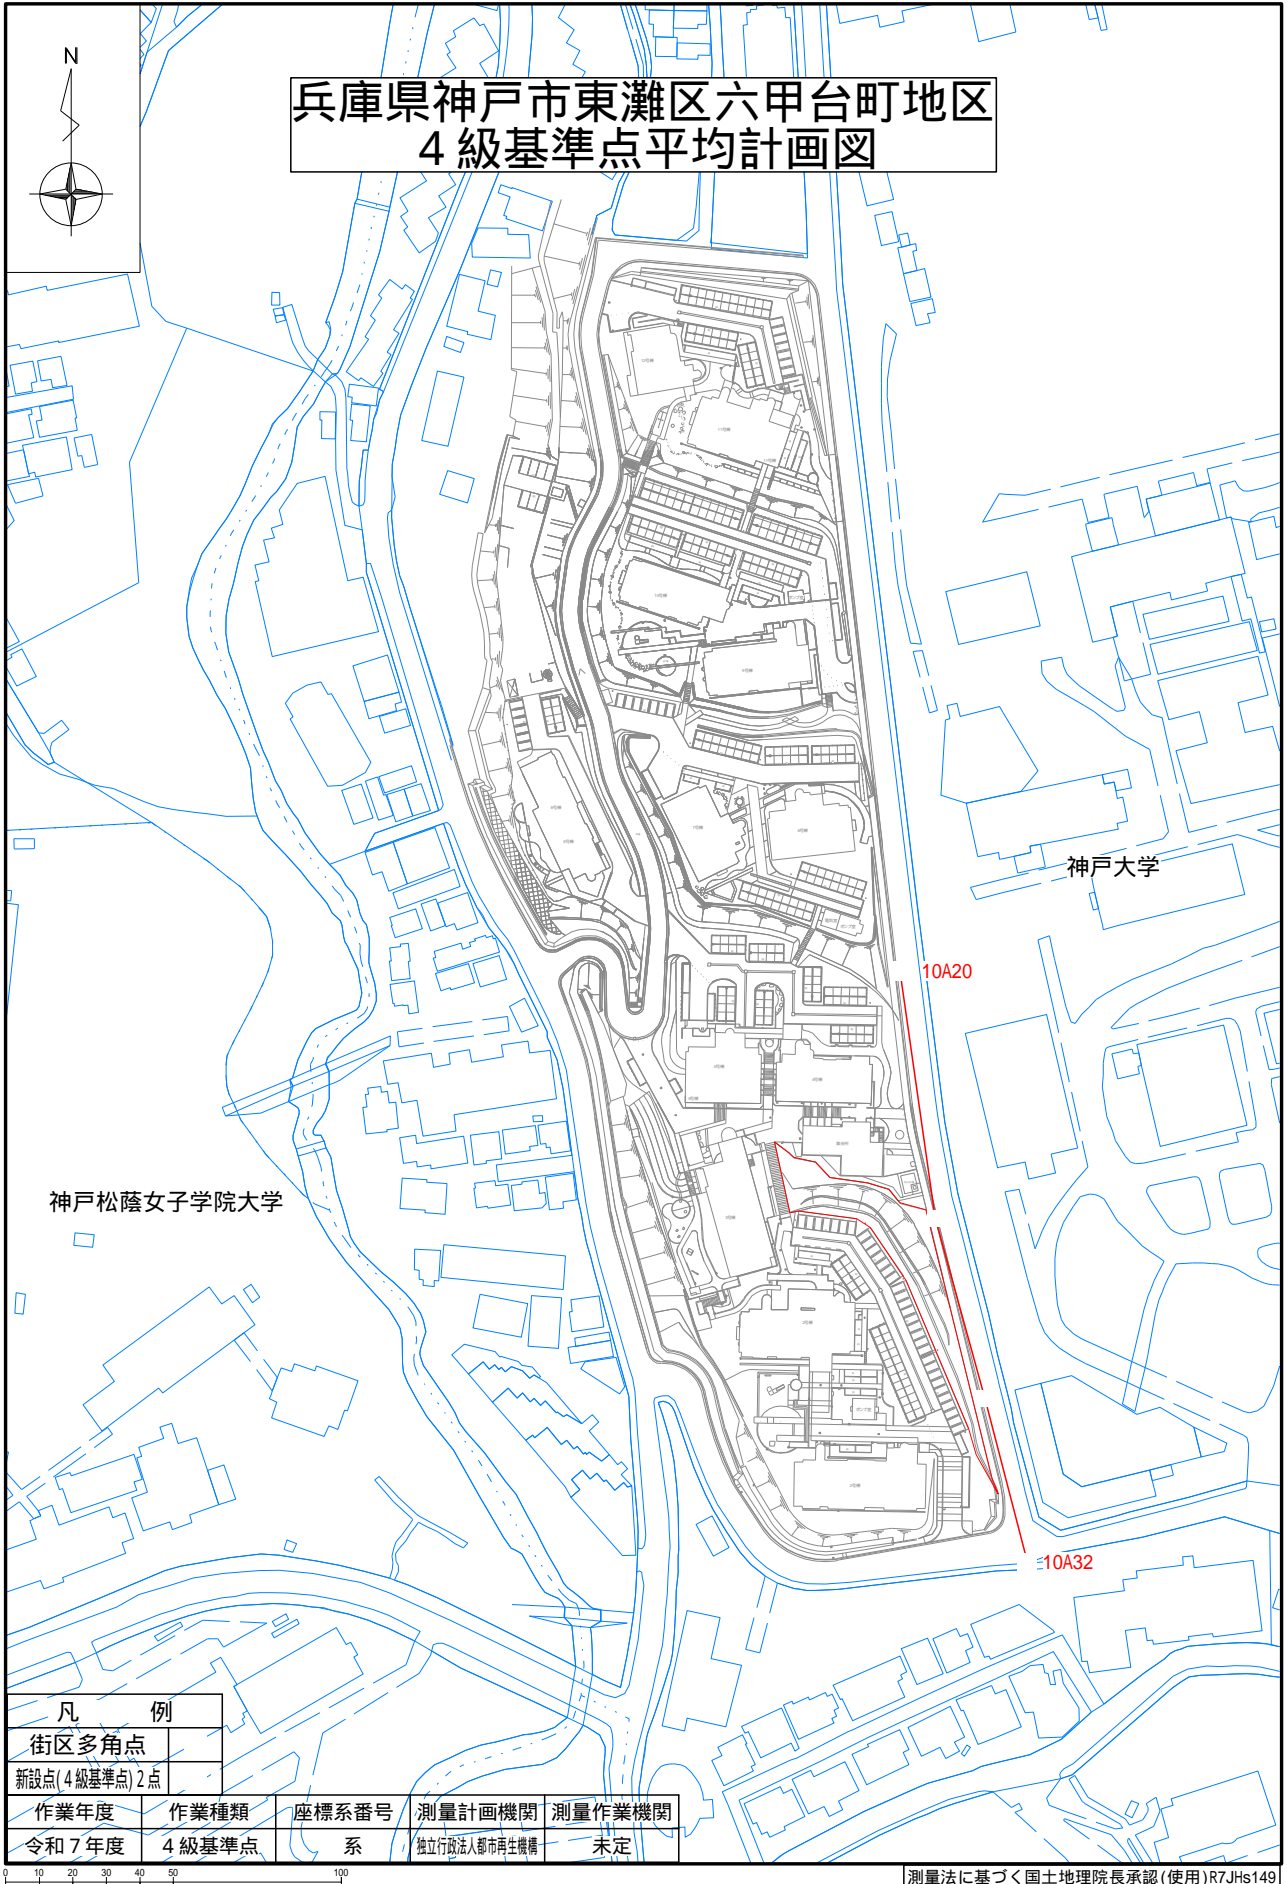 N
兵庫県神戸市東灘区六甲台町地区
４級基準点平均計画図
神戸大学
10A20
神戸松蔭女子学院大学
10A32
凡 例
街区多角点
新設点(４級基準点)２点
作業年度 作業種類 座標系番号 測量計画機関 測量作業機関
令和７年度 ４級基準点 系 独立行政法人都市再生機構 未定
0 10 20 30 40 50 100
測量法に基づく国土地理院長承認(使用)R7JHs149